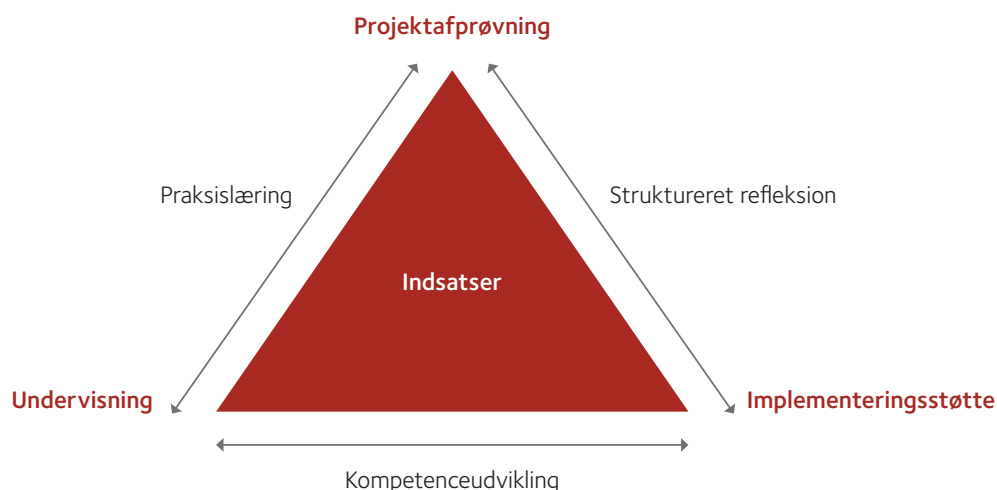 Projektafprøvning
Praksislæring
Struktureret refleksion
Indsatser
Undervisning
Implementeringsstøtte
Kompetenceudvikling